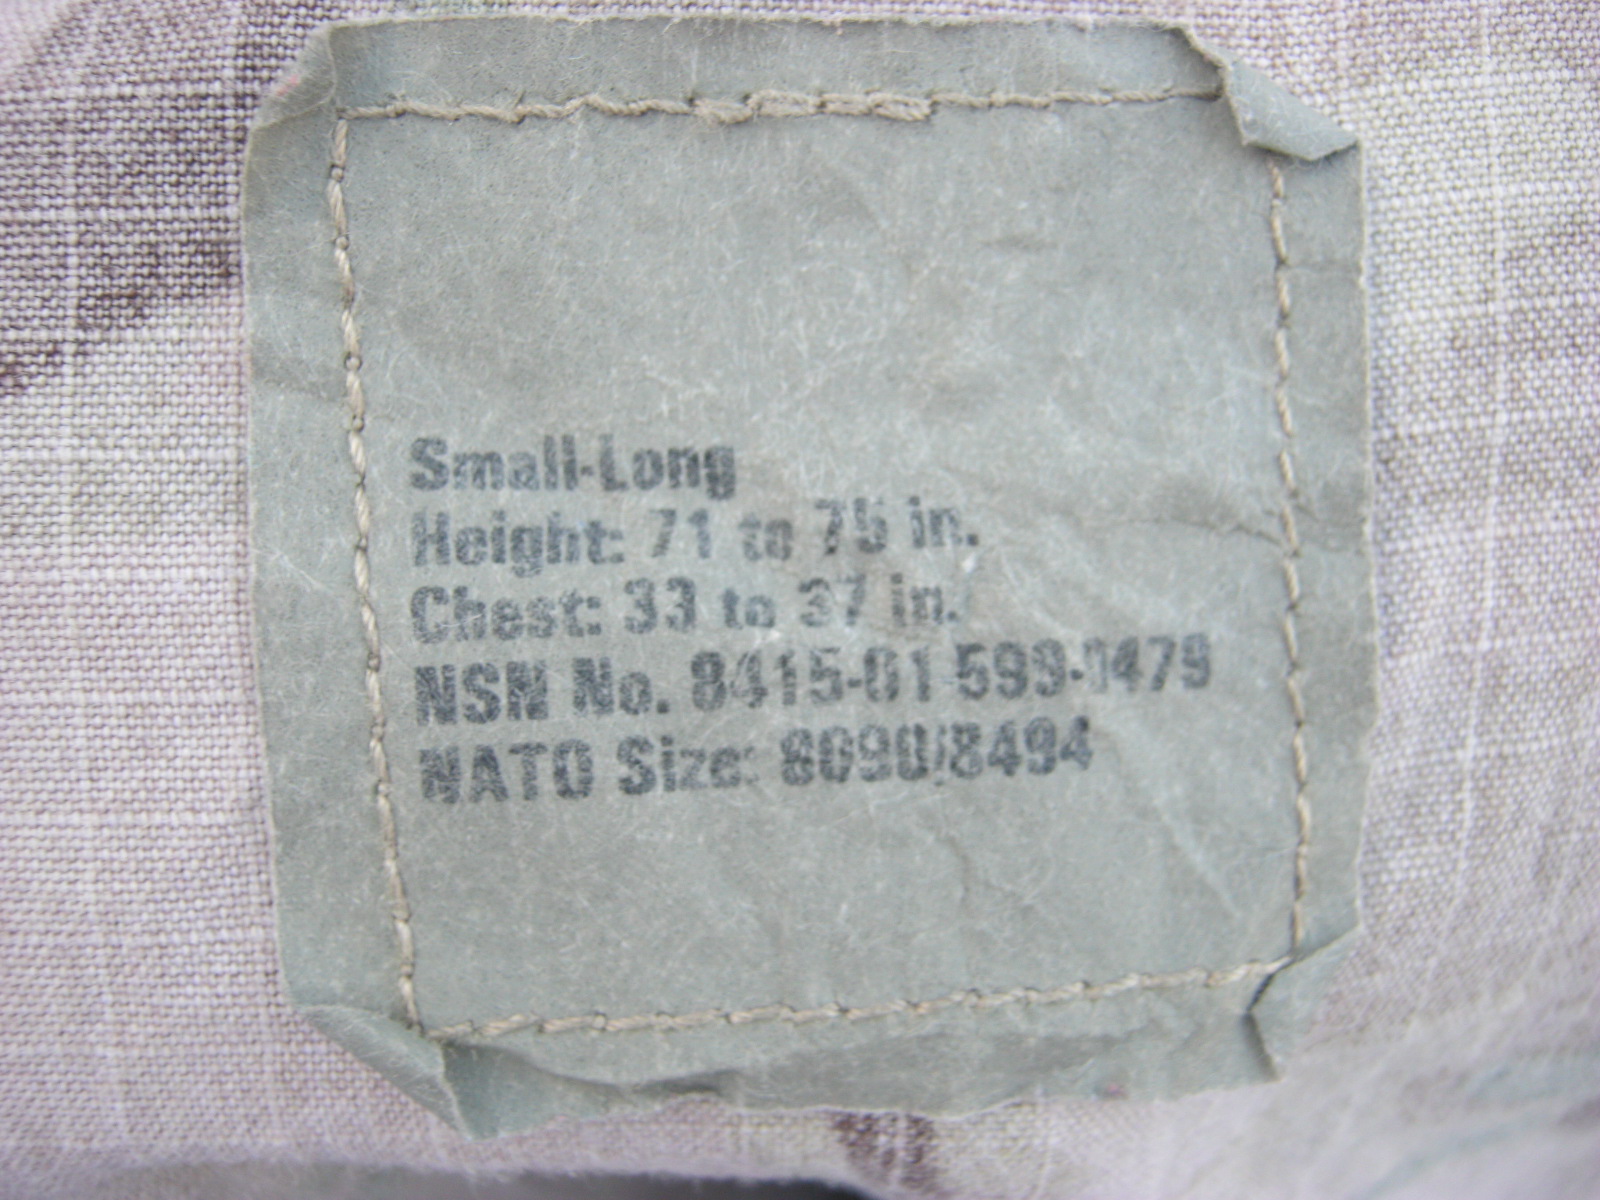 Small-Long
Height: 71 to 75 in.
Chest: 33 to 37 in.
NSN No. 8415-01-599-0479
NATO Size: 8090/8494